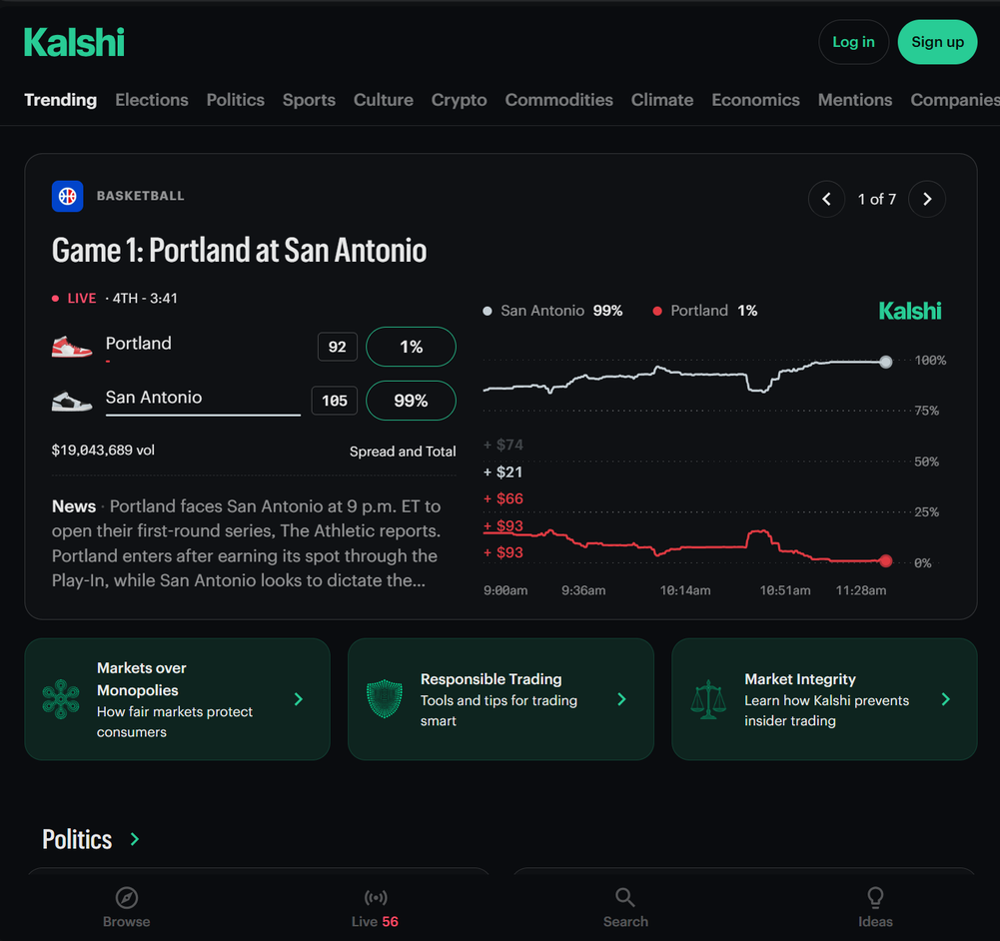 Kalshi
Log in
Sign up
Trending Elections Politics Sports Culture Crypto Commodities Climate Economics Mentions Companies
BASKETBALL
1 of 7
Game 1: Portland at San Antonio
LIVE · 4TH - 3:41
Portland 92 1%
San Antonio 105 99%
$19,043,689 vol
Spread and Total
News · Portland faces San Antonio at 9 p.m. ET to
open their first-round series, The Athletic reports.
Portland enters after earning its spot through the
Play-In, while San Antonio looks to dictate the...
San Antonio 99% Portland 1%
Kalshi
100%
75%
+ $74
50%
+ $21
+ $66
25%
+ $93
+ $93
0%
9:00am 9:36am 10:14am 10:51am 11:28am
Markets over
Monopolies
How fair markets protect
consumers
Responsible Trading
Tools and tips for trading
smart
Market Integrity
Learn how Kalshi prevents
insider trading
Politics
Browse
Live 56
Search
Ideas